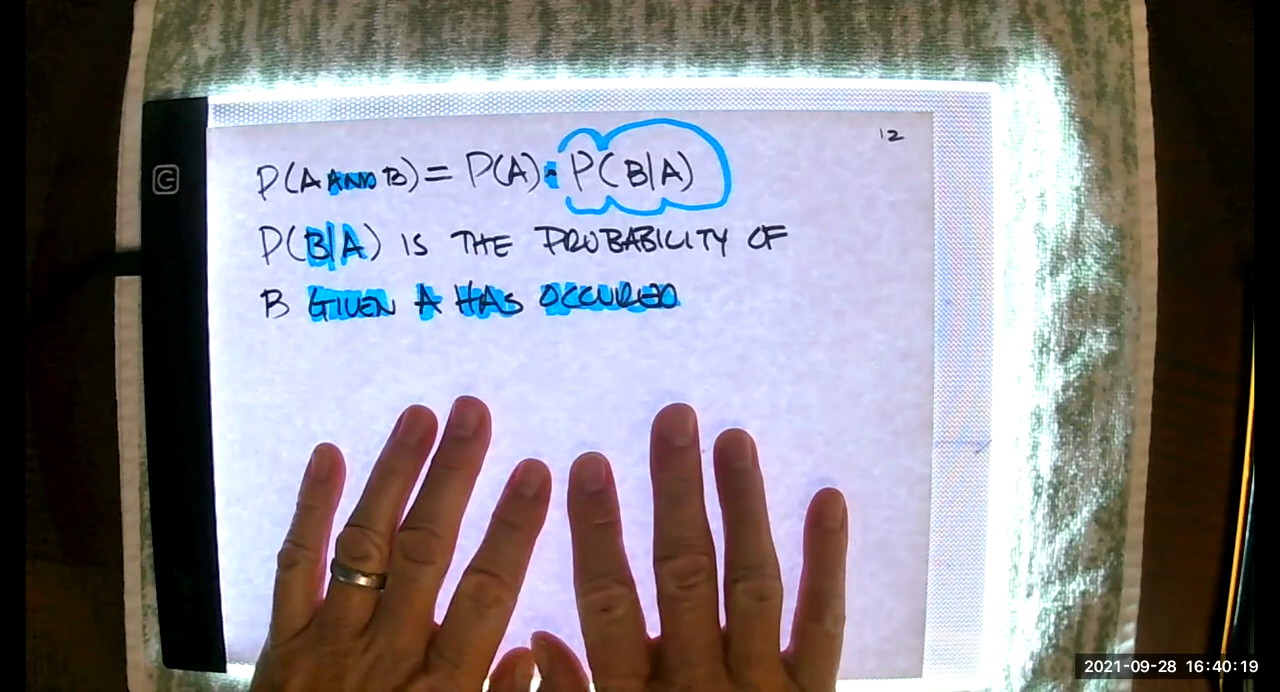 12
P(A AND B) = P(A) · P(B|A)
P(B|A) IS THE PROBABILITY OF
B GIVEN A HAS OCCURED
2021-09-28 16:40:19